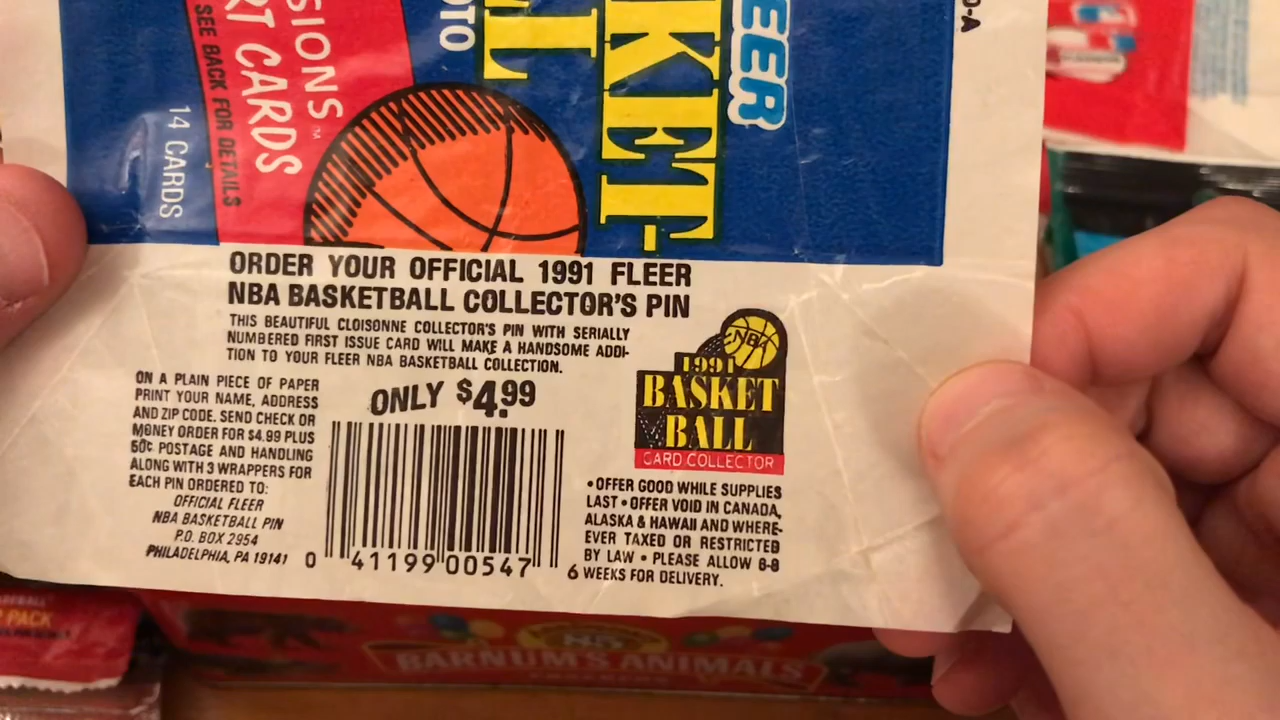 FLEER
KET-
L
OTO
SIONS™
RT CARDS
SEE BACK FOR DETAILS
14 CARDS
-A
ORDER YOUR OFFICIAL 1991 FLEER
NBA BASKETBALL COLLECTOR'S PIN
THIS BEAUTIFUL CLOISONNE COLLECTOR'S PIN WITH SERIALLY
NUMBERED FIRST ISSUE CARD WILL MAKE A HANDSOME ADDI-
TION TO YOUR FLEER NBA BASKETBALL COLLECTION.
ON A PLAIN PIECE OF PAPER
PRINT YOUR NAME, ADDRESS
AND ZIP CODE. SEND CHECK OR
MONEY ORDER FOR $4.99 PLUS
50¢ POSTAGE AND HANDLING
ALONG WITH 3 WRAPPERS FOR
EACH PIN ORDERED TO:
OFFICIAL FLEER
NBA BASKETBALL PIN
P.O. BOX 2954
PHILADELPHIA, PA 19141
ONLY $4.99
0 41199 00547 6
NBA
1991
BASKET
BALL
CARD COLLECTOR
• OFFER GOOD WHILE SUPPLIES
LAST • OFFER VOID IN CANADA,
ALASKA & HAWAII AND WHERE-
EVER TAXED OR RESTRICTED
BY LAW • PLEASE ALLOW 6-8
WEEKS FOR DELIVERY.
PACK
85
BARNUM'S ANIMALS
CRACKERS